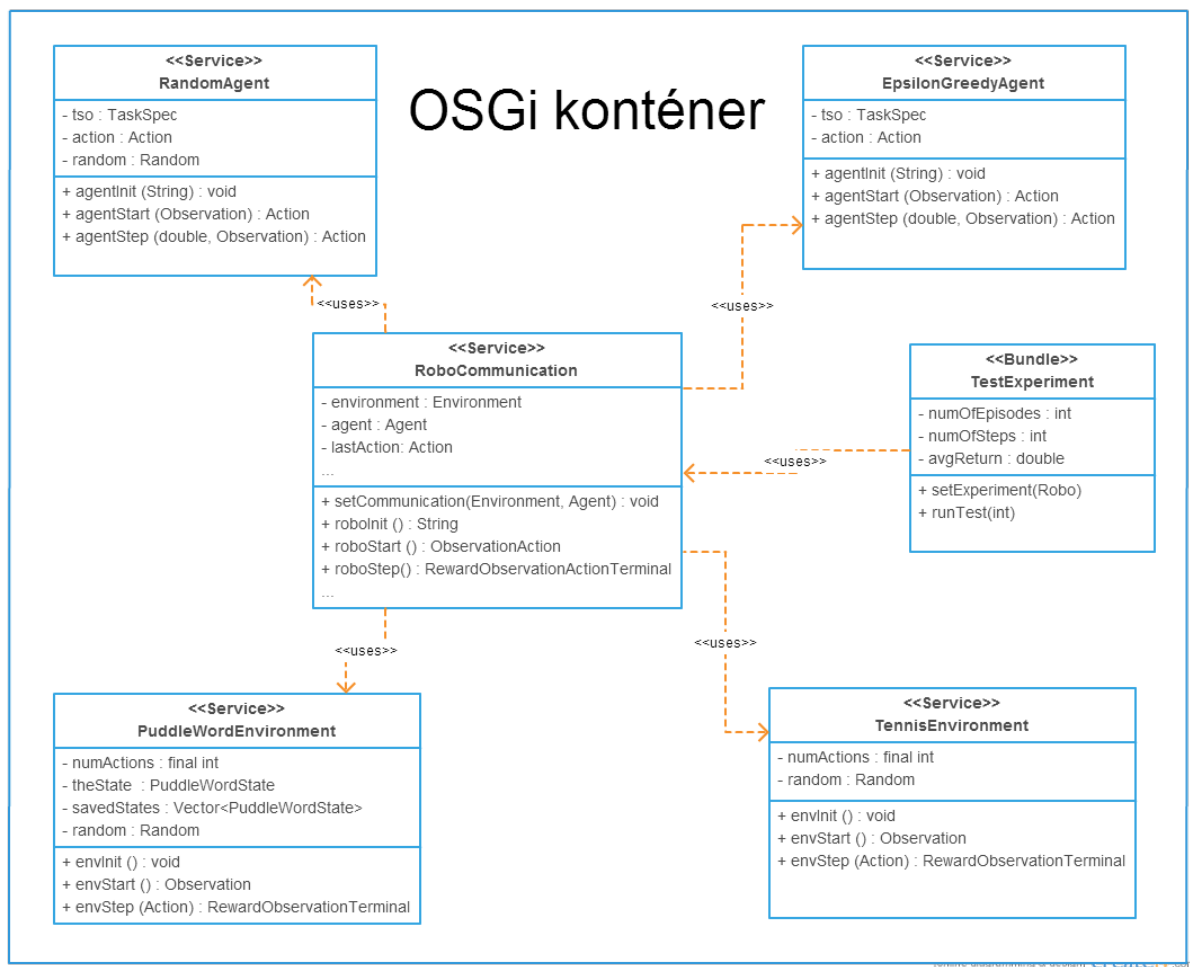 OSGi konténer
<<Service>>
RandomAgent
- tso : TaskSpec
- action : Action
- random : Random
+ agentInit (String) : void
+ agentStart (Observation) : Action
+ agentStep (double, Observation) : Action
<<Service>>
EpsilonGreedyAgent
- tso : TaskSpec
- action : Action
+ agentInit (String) : void
+ agentStart (Observation) : Action
+ agentStep (double, Observation) : Action
<<uses>>
<<uses>>
<<Service>>
RoboCommunication
- environment : Environment
- agent : Agent
- lastAction: Action
...
+ setCommunication(Environment, Agent) : void
+ roboInit () : String
+ roboStart () : ObservationAction
+ roboStep() : RewardObservationActionTerminal
...
<<Bundle>>
TestExperiment
- numOfEpisodes : int
- numOfSteps : int
- avgReturn : double
+ setExperiment(Robo)
+ runTest(int)
<<uses>>
<<uses>>
<<uses>>
<<Service>>
PuddleWordEnvironment
- numActions : final int
- theState : PuddleWordState
- savedStates : Vector<PuddleWordState>
- random : Random
+ envInit () : void
+ envStart () : Observation
+ envStep (Action) : RewardObservationTerminal
<<Service>>
TennisEnvironment
- numActions : final int
- random : Random
+ envInit () : void
+ envStart () : Observation
+ envStep (Action) : RewardObservationTerminal